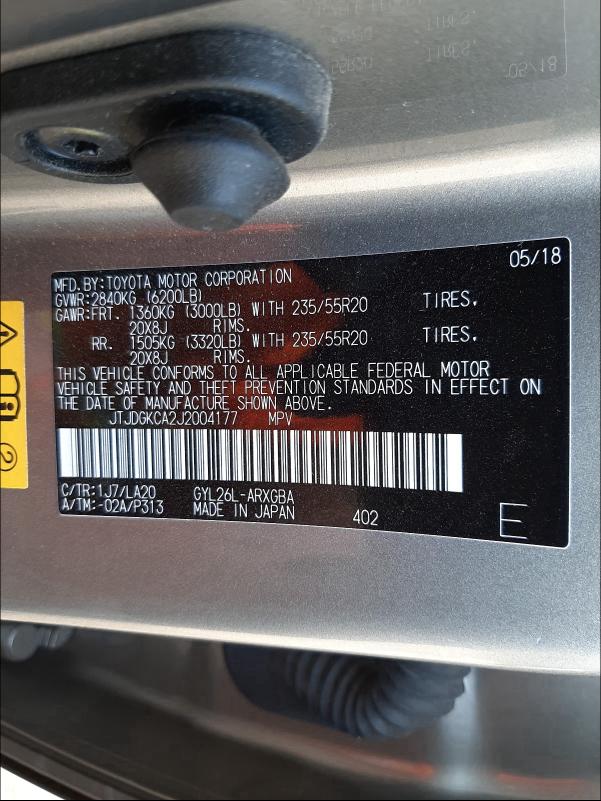 05/18
MFD.BY:TOYOTA MOTOR CORPORATION
GVWR:2840KG (6200LB)
GAWR:FRT. 1360KG (3000LB) WITH 235/55R20 TIRES,
20X8J RIMS.
RR. 1505KG (3320LB) WITH 235/55R20 TIRES,
20X8J RIMS.
THIS VEHICLE CONFORMS TO ALL APPLICABLE FEDERAL MOTOR
VEHICLE SAFETY AND THEFT PREVENTION STANDARDS IN EFFECT ON
THE DATE OF MANUFACTURE SHOWN ABOVE.
JTJDGKCA2J2004177 MPV
C/TR:1J7/LA20 GYL26L-ARXGBA
A/TM:-02A/P313 MADE IN JAPAN 402 E
2